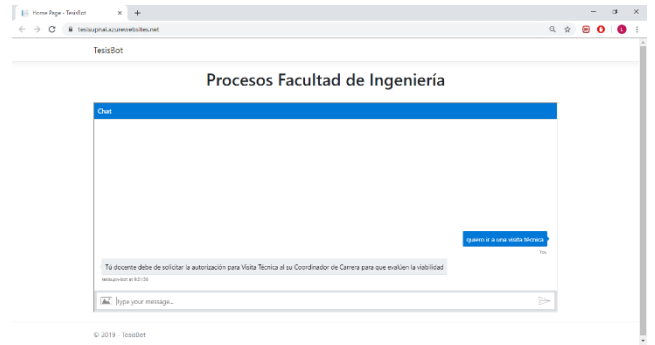 Home Page - TesisBot
tesisupnal.azurewebsites.net
TesisBot
Procesos Facultad de Ingeniería
Chat
quiero ir a una visita técnica
You
Tú docente debe de solicitar la autorización para Visita Técnica al su Coordinador de Carrera para que evalúen la viabilidad
Type your message...
© 2019 - TesisBot